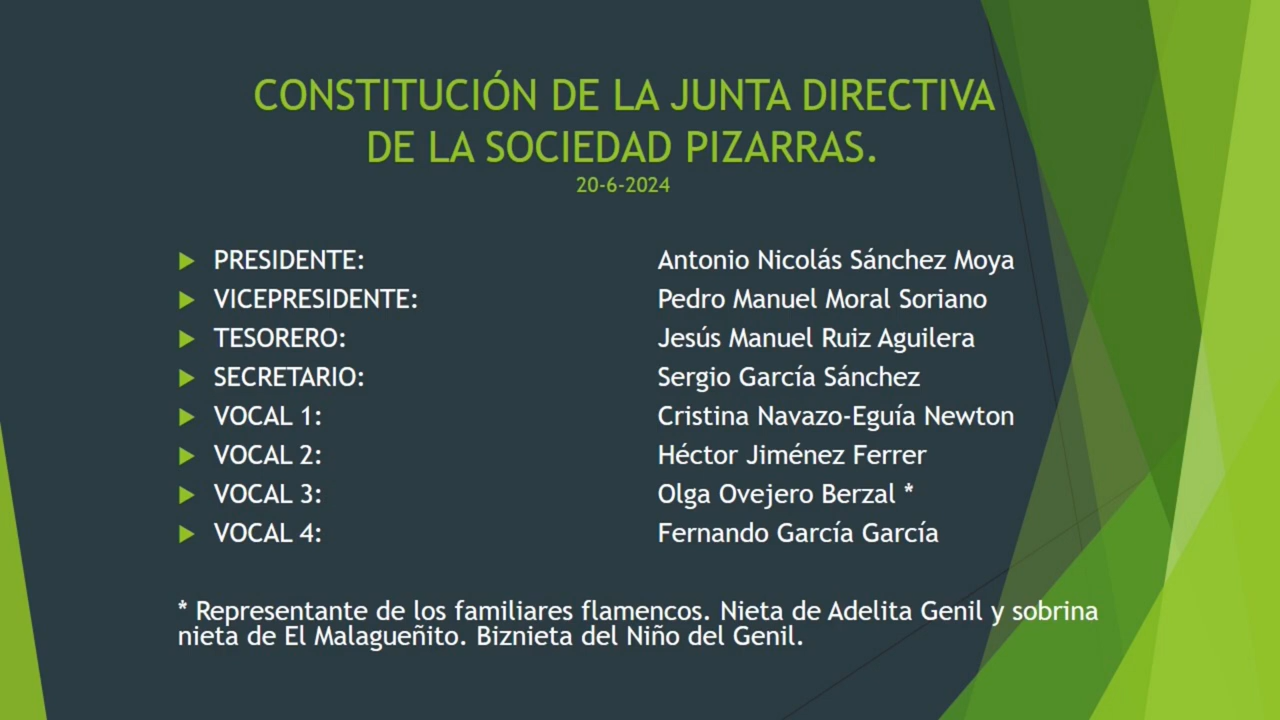 CONSTITUCIÓN DE LA JUNTA DIRECTIVA
DE LA SOCIEDAD PIZARRAS.
20-6-2024
PRESIDENTE: Antonio Nicolás Sánchez Moya
VICEPRESIDENTE: Pedro Manuel Moral Soriano
TESORERO: Jesús Manuel Ruiz Aguilera
SECRETARIO: Sergio García Sánchez
VOCAL 1: Cristina Navazo-Eguía Newton
VOCAL 2: Héctor Jiménez Ferrer
VOCAL 3: Olga Ovejero Berzal *
VOCAL 4: Fernando García García
* Representante de los familiares flamencos. Nieta de Adelita Genil y sobrina
nieta de El Malagueñito. Biznieta del Niño del Genil.